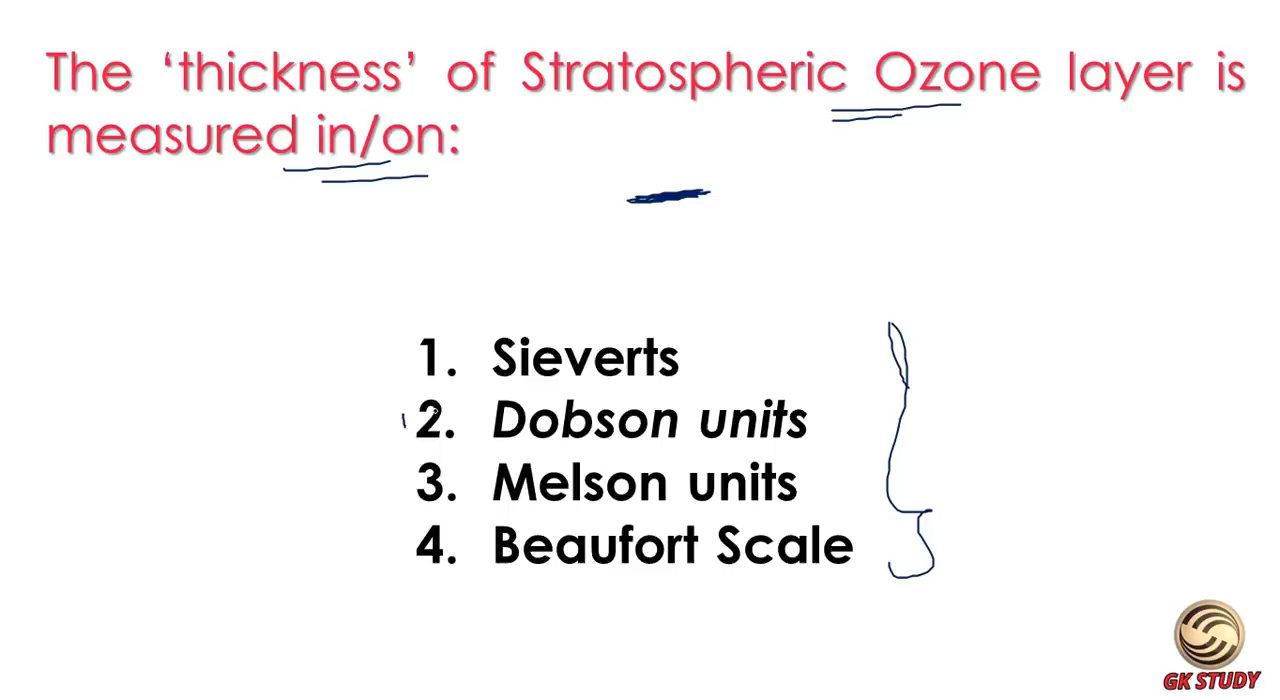 The ‘thickness’ of Stratospheric Ozone layer is
measured in/on:
1. Sieverts
2. Dobson units
3. Melson units
4. Beaufort Scale
GK STUDY